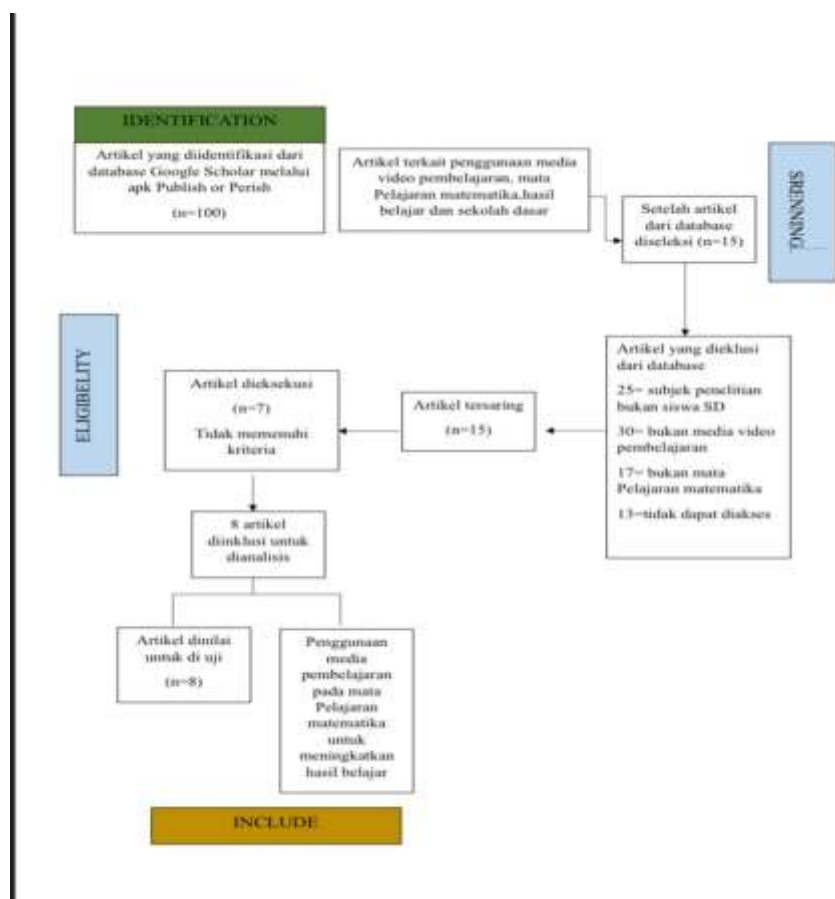 IDENTIFICATION
Artikel yang diidentifikasi dari
database Google Scholar melalui
apk Publish or Perish
(n=100)
Artikel terkait penggunaan media
video pembelajaran, mata
Pelajaran matematika,hasil
belajar dan sekolah dasar
Setelah artikel
dari database
diseleksi (n=15)
SRENNING
Artikel yang dieklusi
dari database
25= subjek penelitian
bukan siswa SD
30= bukan media video
pembelajaran
17= bukan mata
Pelajaran matematika
13=tidak dapat diakses
Artikel tersaring
(n=15)
ELIGIBELITY
Artikel dieksekusi
(n=7)
Tidak memenuhi
kriteria
8 artikel
diinklusi untuk
dianalisis
Artikel dinilai
untuk di uji
(n=8)
Penggunaan
media
pembelajaran
pada mata
Pelajaran
matematika
untuk
meningkatkan
hasil belajar
INCLUDE